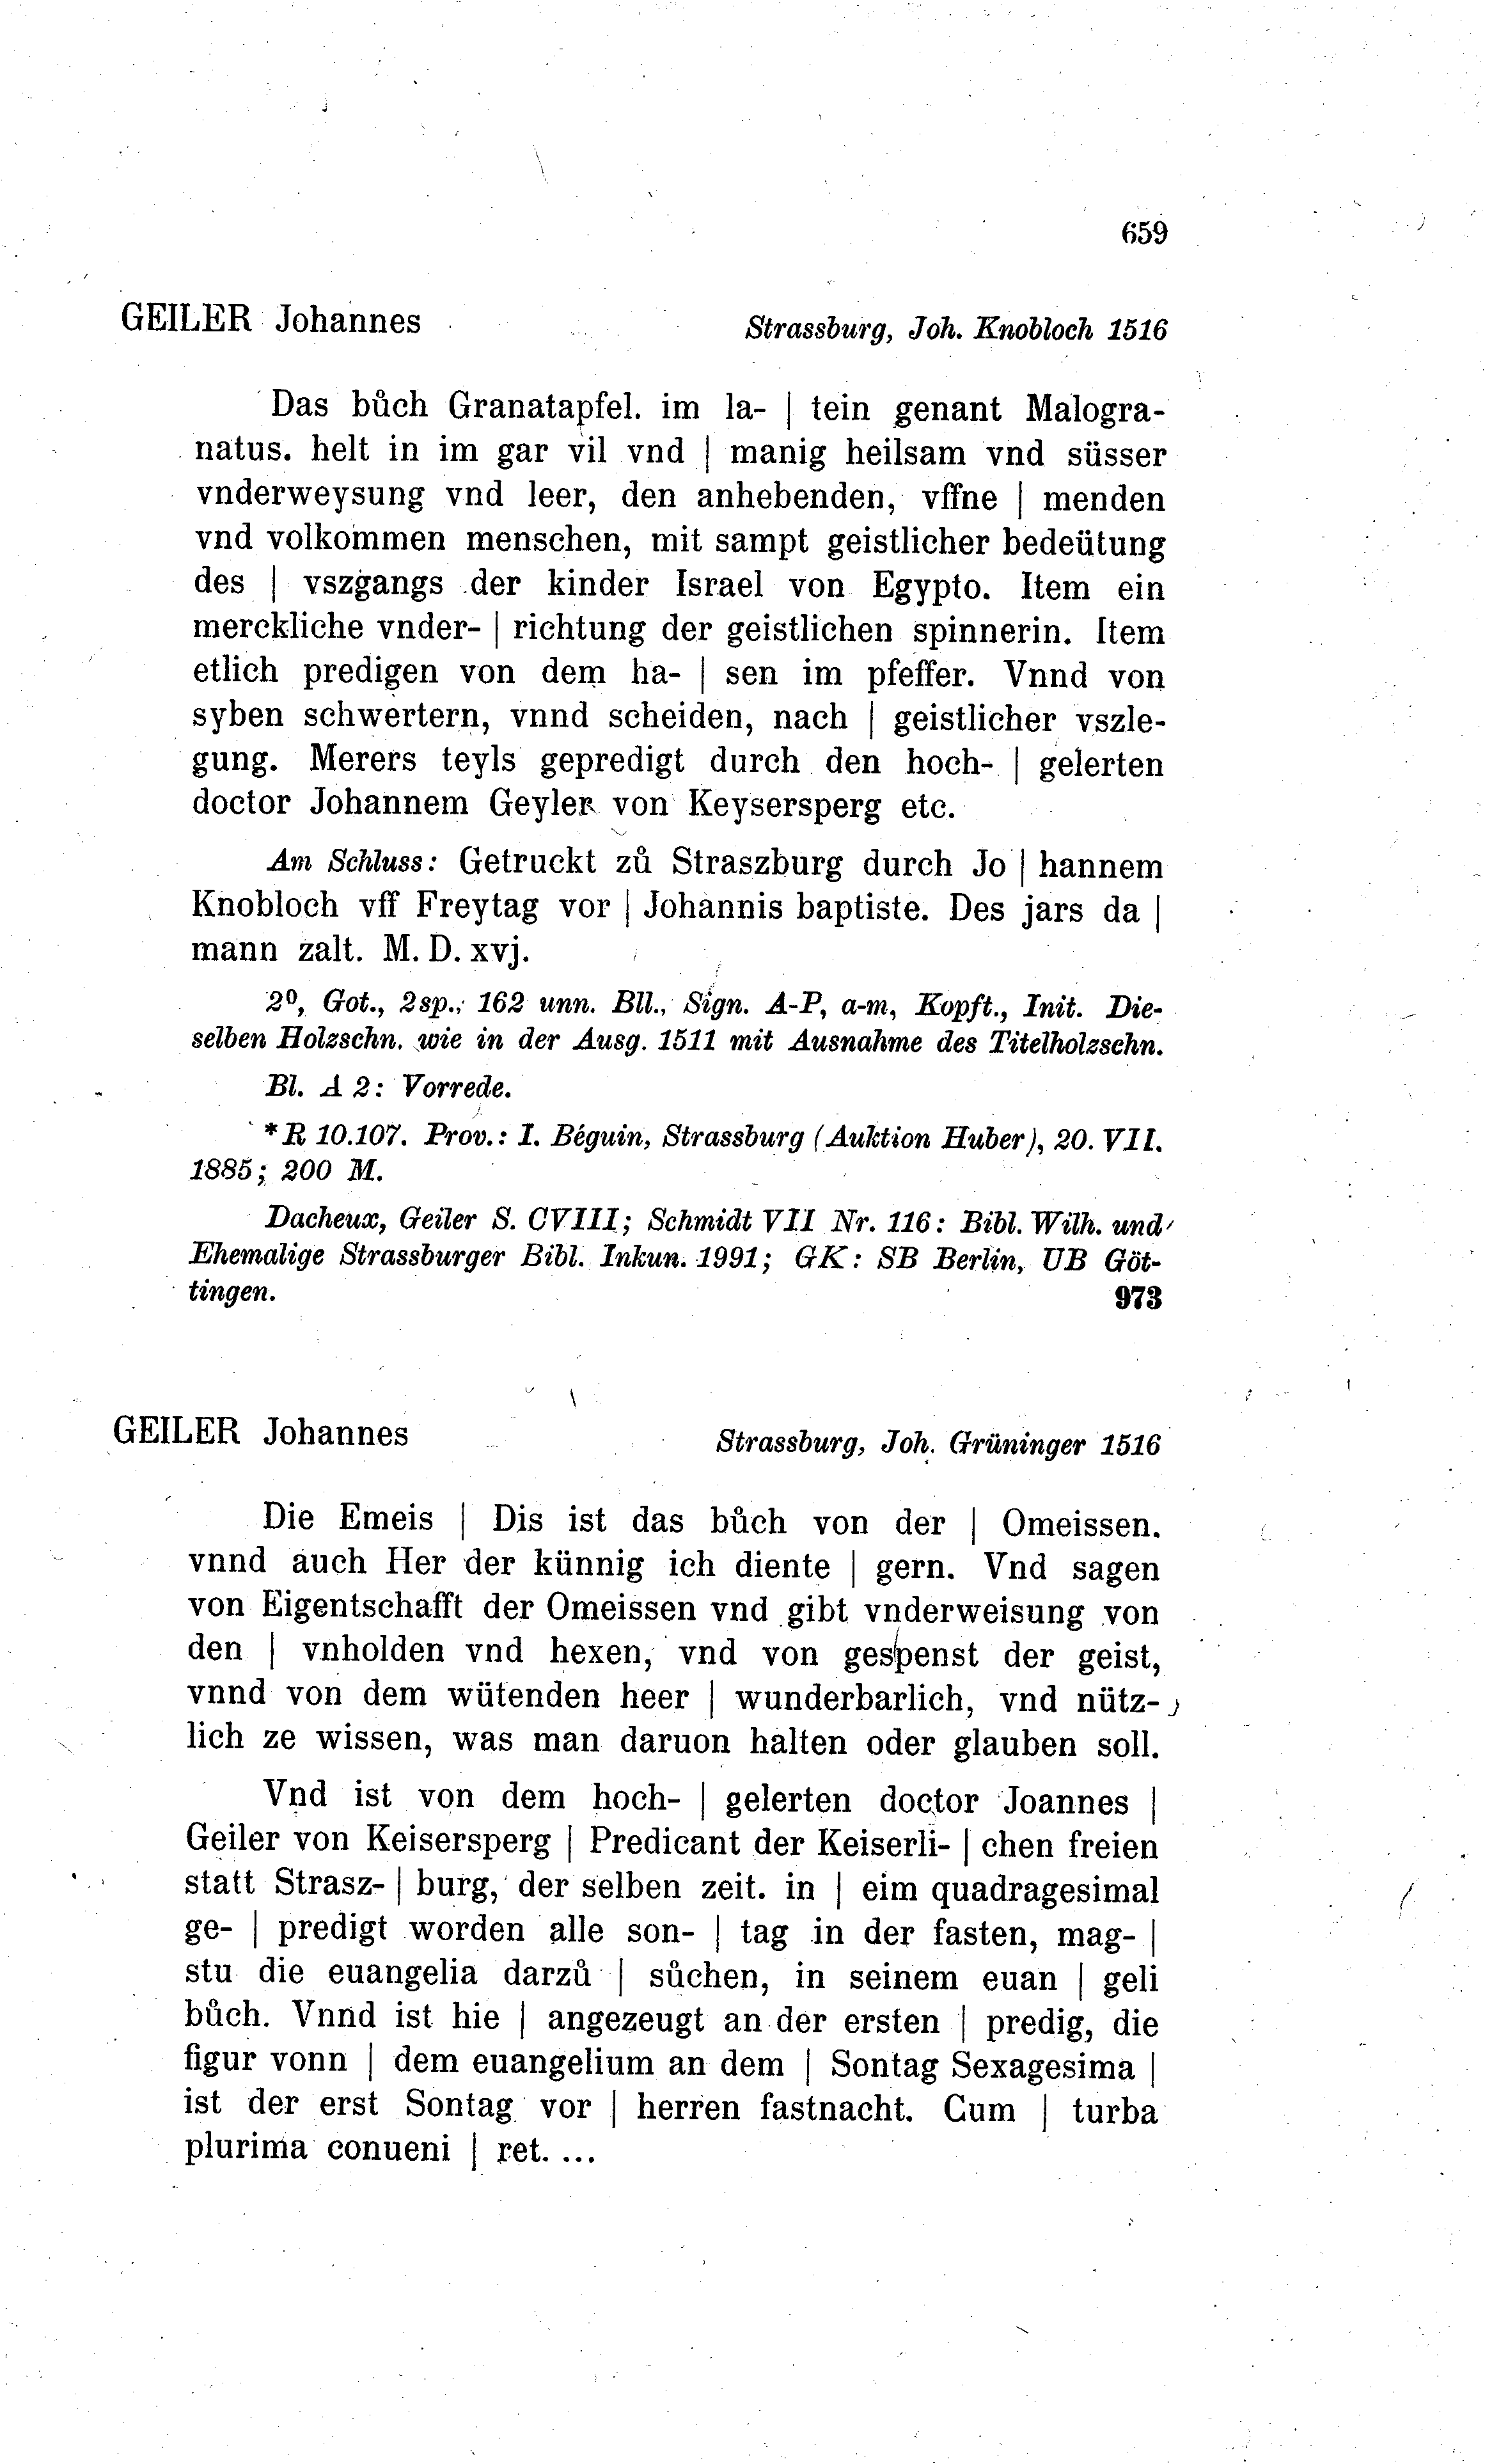 659
GEILER Johannes
Strassburg, Joh. Knobloch 1516
Das bůch Granatapfel. im la- | tein genant Malogra-
natus. helt in im gar vil vnd | manig heilsam vnd süsser
vnderweysung vnd leer, den anhebenden, vffne | menden
vnd volkommen menschen, mit sampt geistlicher bedeütung
des | vszgangs der kinder Israel von Egypto. Item ein
merckliche vnder- | richtung der geistlichen spinnerin. Item
etlich predigen von dem ha- | sen im pfeffer. Vnnd von
syben schwertern, vnnd scheiden, nach | geistlicher vszle-
gung. Merers teyls gepredigt durch den hoch- | gelerten
doctor Johannem Geyler von Keysersperg etc.
Am Schluss: Getruckt zů Straszburg durch Jo | hannem
Knobloch vff Freytag vor | Johannis baptiste. Des jars da |
mann zalt. M. D. xvj.
2⁰, Got., 2sp., 162 unn. Bll., Sign. A-P, a-m, Kopft., Init. Die-
selben Holzschn. wie in der Ausg. 1511 mit Ausnahme des Titelholzschn.
Bl. A 2: Vorrede.
* R 10.107. Prov.: I. Béguin, Strassburg (Auktion Huber), 20. VII.
1885; 200 M.
Dacheux, Geiler S. CVIII; Schmidt VII Nr. 116: Bibl. Wilh. und
Ehemalige Strassburger Bibl. Inkun. 1991; GK: SB Berlin, UB Göt-
tingen. 973
GEILER Johannes
Strassburg, Joh. Grüninger 1516
Die Emeis | Dis ist das bůch von der | Omeissen.
vnnd auch Her der künnig ich diente | gern. Vnd sagen
von Eigentschafft der Omeissen vnd gibt vnderweisung von
den | vnholden vnd hexen, vnd von gespenst der geist,
vnnd von dem wütenden heer | wunderbarlich, vnd nütz-
lich ze wissen, was man daruon halten oder glauben soll.
Vnd ist von dem hoch- | gelerten doctor Joannes |
Geiler von Keisersperg | Predicant der Keiserli- | chen freien
statt Strasz- | burg, der selben zeit. in | eim quadragesimal
ge- | predigt worden alle son- | tag in der fasten, mag- |
stu die euangelia darzů | sůchen, in seinem euan | geli
bůch. Vnnd ist hie | angezeugt an der ersten | predig, die
figur vonn | dem euangelium an dem | Sontag Sexagesima |
ist der erst Sontag vor | herren fastnacht. Cum | turba
plurima conueni | ret. ...